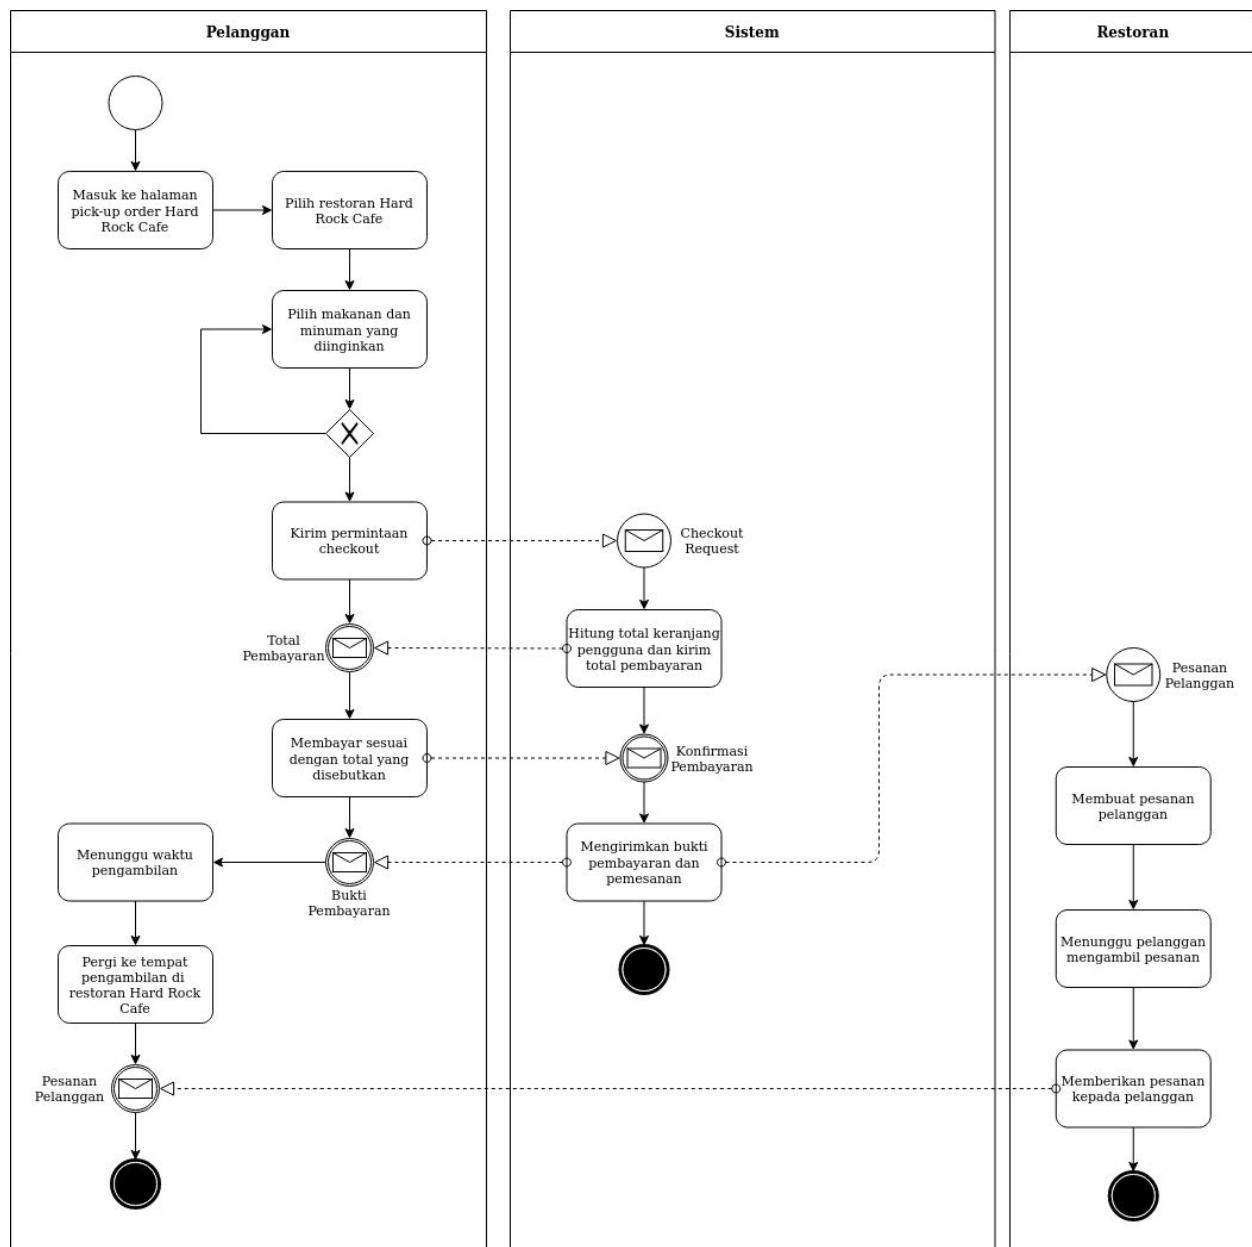 Pelanggan
Sistem
Restoran
Masuk ke halaman
pick-up order Hard
Rock Cafe
Pilih restoran Hard
Rock Cafe
Pilih makanan dan
minuman yang
diinginkan
X
Kirim permintaan
checkout
Checkout
Request
Total
Pembayaran
Hitung total keranjang
pengguna dan kirim
total pembayaran
Pesanan
Pelanggan
Membayar sesuai
dengan total yang
disebutkan
Konfirmasi
Pembayaran
Membuat pesanan
pelanggan
Menunggu waktu
pengambilan
Bukti
Pembayaran
Mengirimkan bukti
pembayaran dan
pemesanan
Menunggu pelanggan
mengambil pesanan
Pergi ke tempat
pengambilan di
restoran Hard Rock
Cafe
Pesanan
Pelanggan
Memberikan pesanan
kepada pelanggan